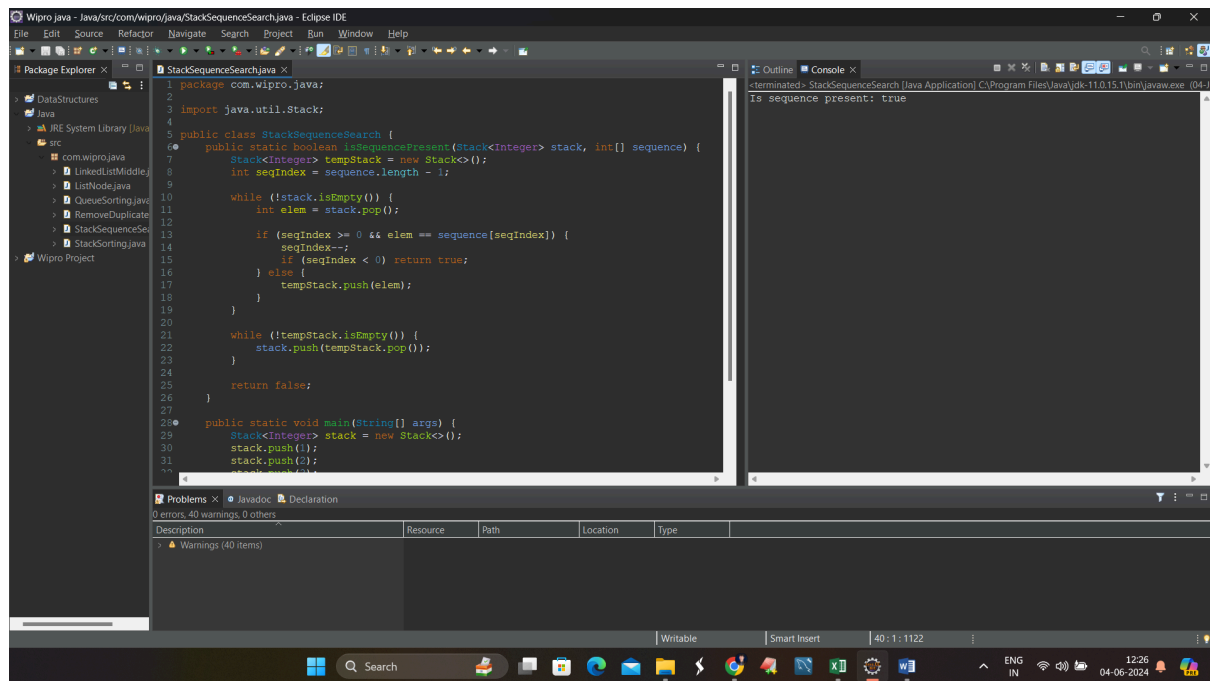 Wipro java - Java/src/com/wipro/java/StackSequenceSearch.java - Eclipse IDE
File Edit Source Refactor Navigate Search Project Run Window Help
Package Explorer
DataStructures
Java
JRE System Library [Java
src
com.wipro.java
LinkedListMiddle.j
ListNode.java
QueueSorting.java
RemoveDuplicate
StackSequenceSea
StackSorting.java
Wipro Project
StackSequenceSearch.java
1 package com.wipro.java;
2
3 import java.util.Stack;
4
5 public class StackSequenceSearch {
6 public static boolean isSequencePresent(Stack<Integer> stack, int[] sequence) {
7 Stack<Integer> tempStack = new Stack<>();
8 int seqIndex = sequence.length - 1;
9
10 while (!stack.isEmpty()) {
11 int elem = stack.pop();
12
13 if (seqIndex >= 0 && elem == sequence[seqIndex]) {
14 seqIndex--;
15 if (seqIndex < 0) return true;
16 } else {
17 tempStack.push(elem);
18 }
19 }
20
21 while (!tempStack.isEmpty()) {
22 stack.push(tempStack.pop());
23 }
24
25 return false;
26 }
27
28 public static void main(String[] args) {
29 Stack<Integer> stack = new Stack<>();
30 stack.push(1);
31 stack.push(2);
Outline Console
<terminated> StackSequenceSearch [Java Application] C:\Program Files\Java\jdk-11.0.15.1\bin\javaw.exe (04-J
Is sequence present: true
Problems Javadoc Declaration
0 errors, 40 warnings, 0 others
Description Resource Path Location Type
Warnings (40 items)
Writable Smart Insert 40 : 1 : 1122
Search
ENG
IN
12:26
04-06-2024